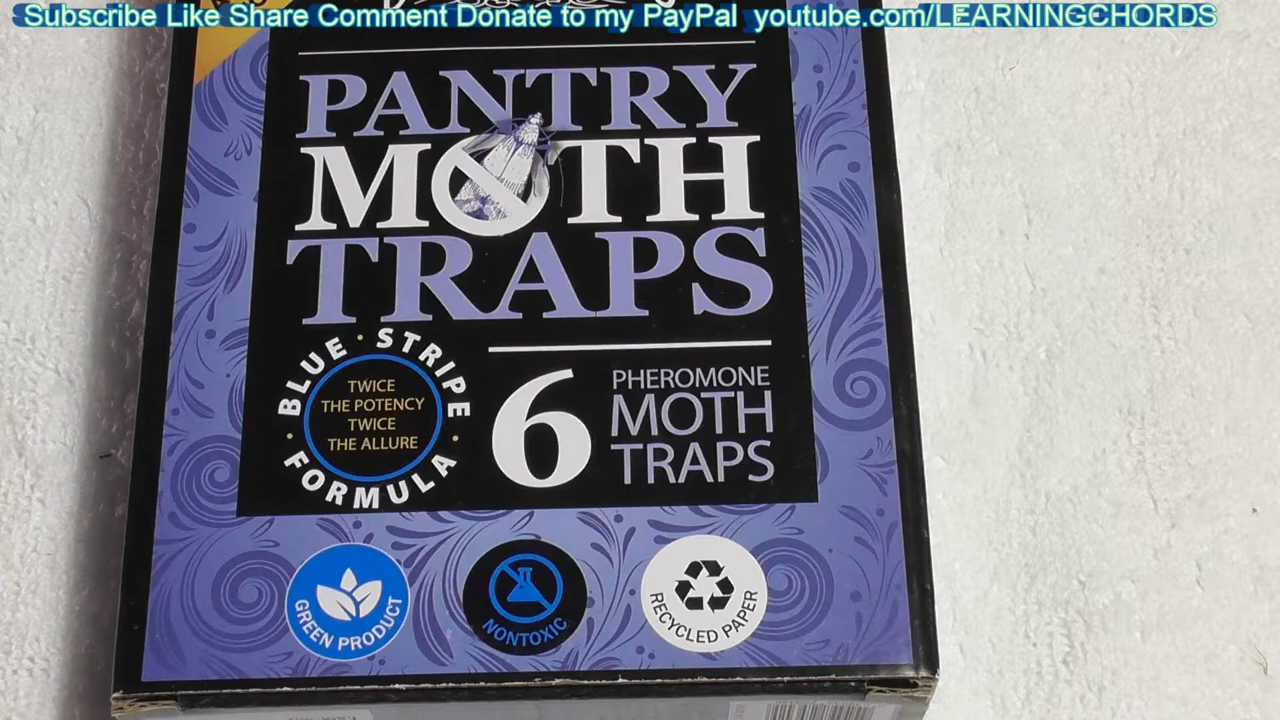 Subscribe Like Share Comment Donate to my PayPal youtube.com/LEARNINGCHORDS
PANTRY
MOTH
TRAPS
BLUE · STRIPE
· FORMULA ·
TWICE
THE POTENCY
TWICE
THE ALLURE
6
PHEROMONE
MOTH
TRAPS
GREEN PRODUCT
NONTOXIC
RECYCLED PAPER